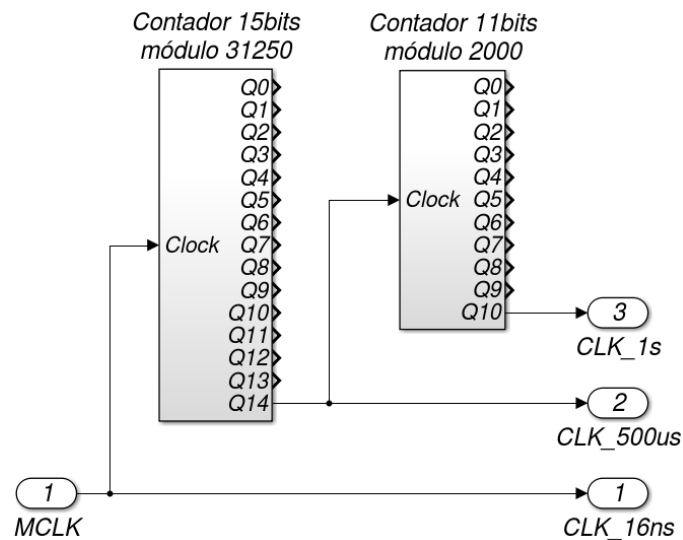 Contador 15bits
módulo 31250
Q0
Q1
Q2
Q3
Q4
Q5
Q6
Clock Q7
Q8
Q9
Q10
Q11
Q12
Q13
Q14
Contador 11bits
módulo 2000
Q0
Q1
Q2
Q3
Q4
Clock Q5
Q6
Q7
Q8
Q9
Q10
3
CLK_1s
2
CLK_500us
1
MCLK
1
CLK_16ns